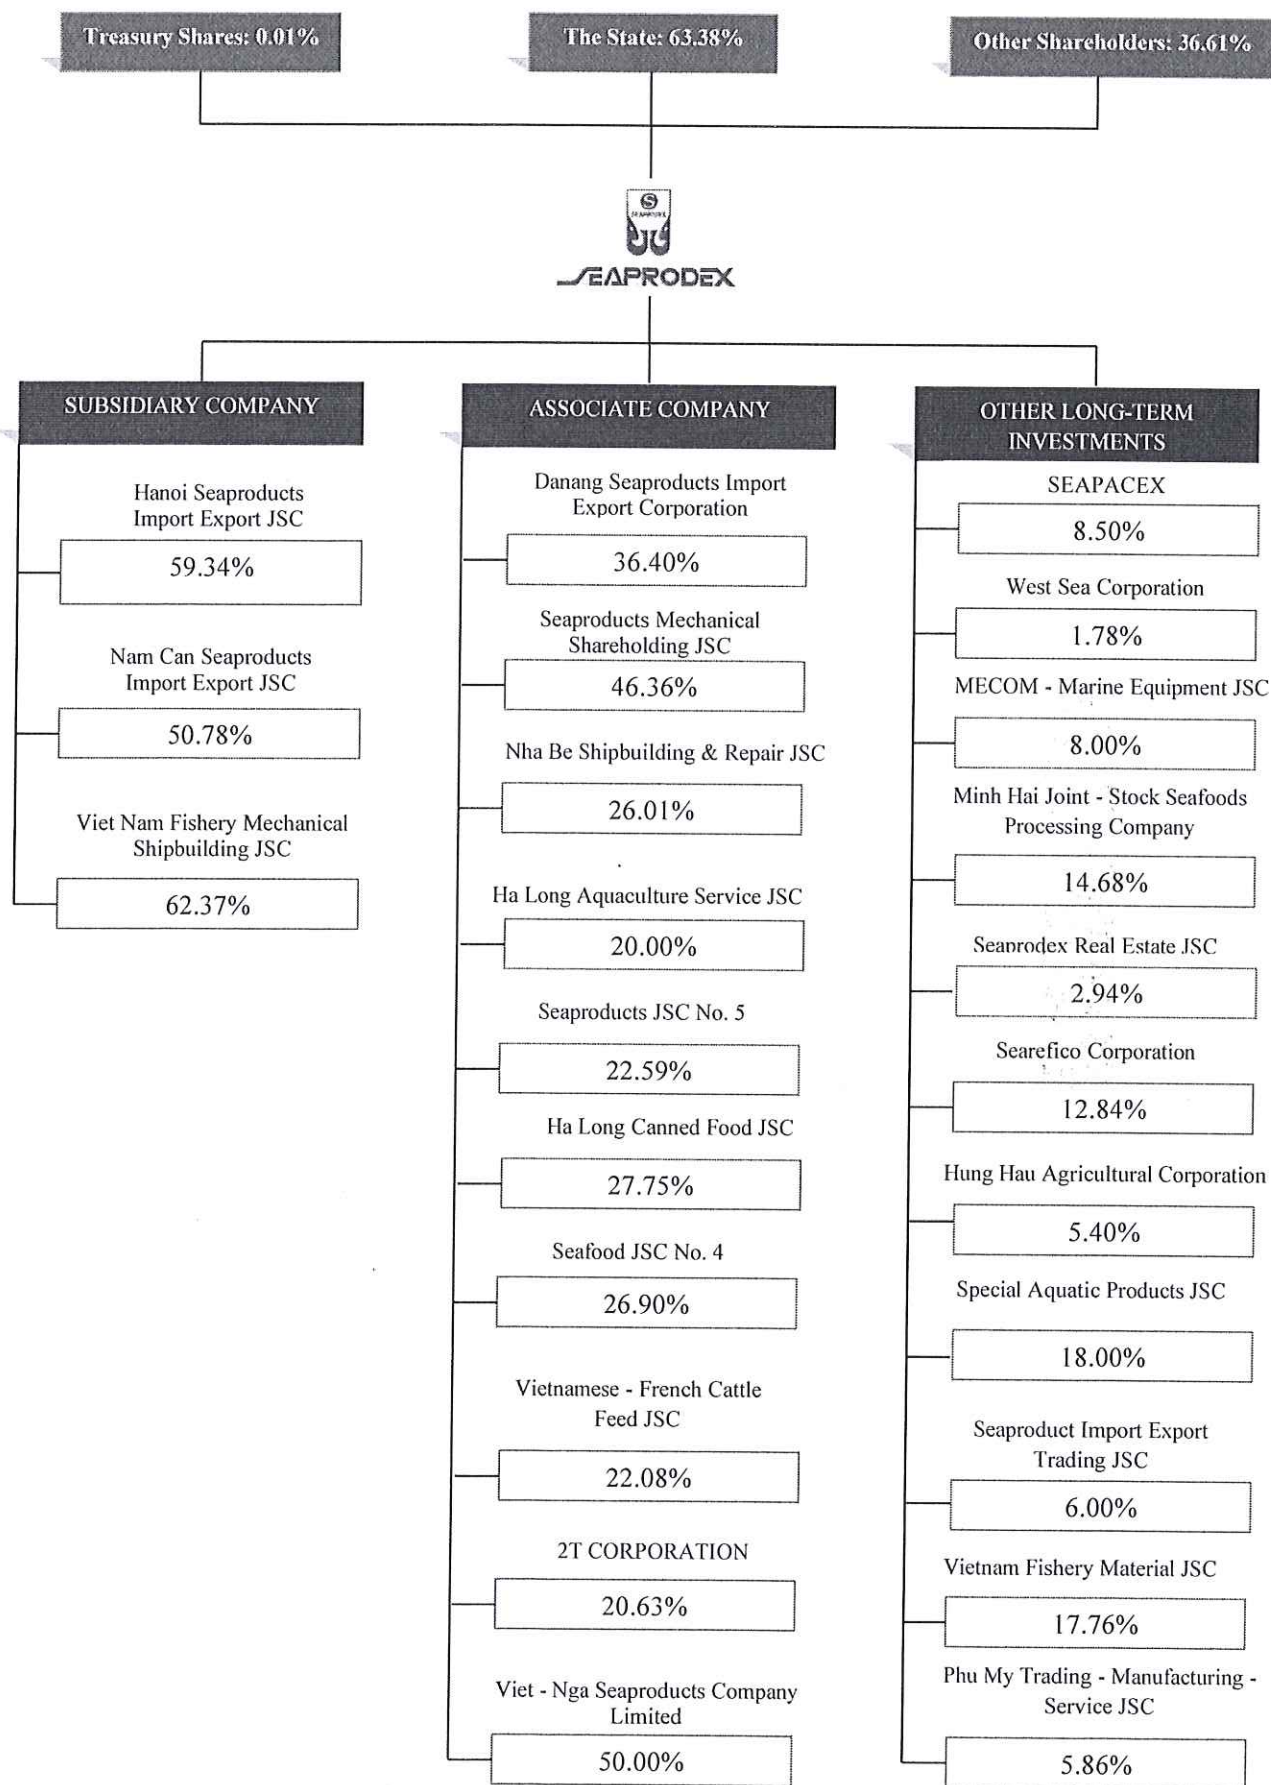 Treasury Shares: 0.01%
The State: 63.38%
Other Shareholders: 36.61%
S
SEAPRODEX
SEAPRODEX
SUBSIDIARY COMPANY
Hanoi Seaproducts
Import Export JSC
59.34%
Nam Can Seaproducts
Import Export JSC
50.78%
Viet Nam Fishery Mechanical
Shipbuilding JSC
62.37%
ASSOCIATE COMPANY
Danang Seaproducts Import
Export Corporation
36.40%
Seaproducts Mechanical
Shareholding JSC
46.36%
Nha Be Shipbuilding & Repair JSC
26.01%
Ha Long Aquaculture Service JSC
20.00%
Seaproducts JSC No. 5
22.59%
Ha Long Canned Food JSC
27.75%
Seafood JSC No. 4
26.90%
Vietnamese - French Cattle
Feed JSC
22.08%
2T CORPORATION
20.63%
Viet - Nga Seaproducts Company
Limited
50.00%
OTHER LONG-TERM
INVESTMENTS
SEAPACEX
8.50%
West Sea Corporation
1.78%
MECOM - Marine Equipment JSC
8.00%
Minh Hai Joint - Stock Seafoods
Processing Company
14.68%
Seaprodex Real Estate JSC
2.94%
Searefico Corporation
12.84%
Hung Hau Agricultural Corporation
5.40%
Special Aquatic Products JSC
18.00%
Seaproduct Import Export
Trading JSC
6.00%
Vietnam Fishery Material JSC
17.76%
Phu My Trading - Manufacturing -
Service JSC
5.86%